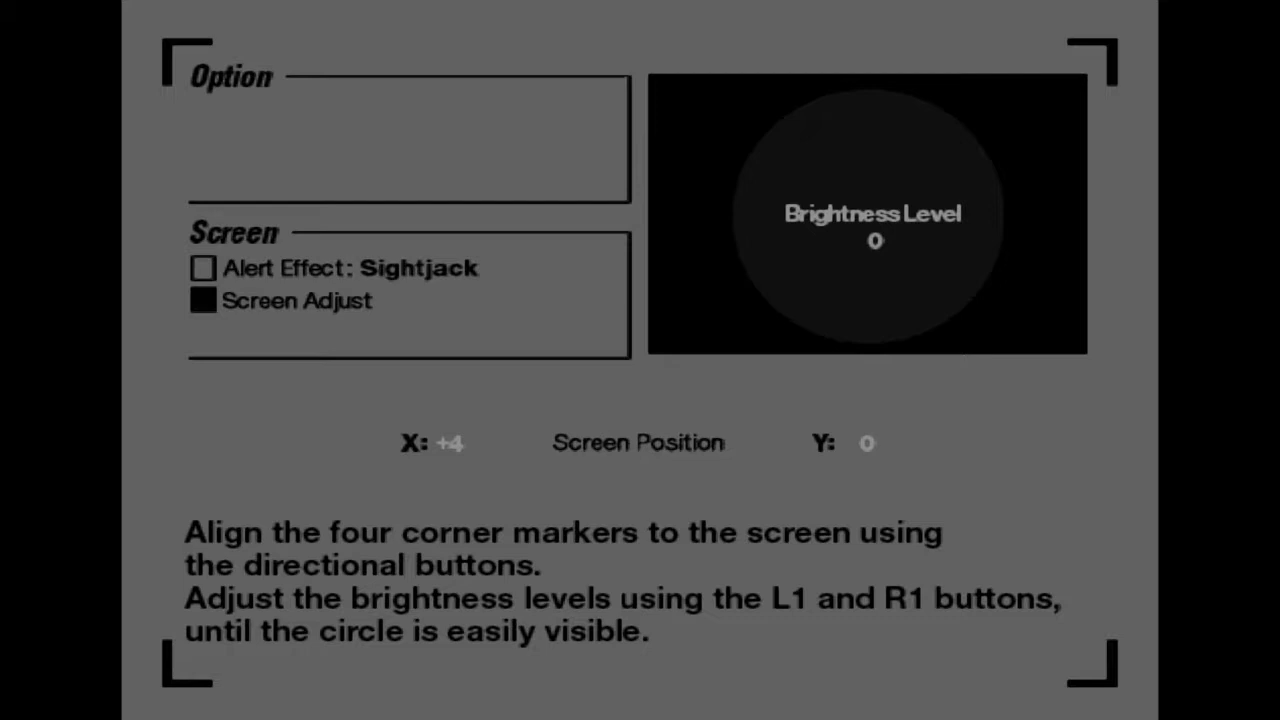 Option
Brightness Level
0
Screen
Alert Effect: Sightjack
Screen Adjust
X: +4 Screen Position Y: 0
Align the four corner markers to the screen using
the directional buttons.
Adjust the brightness levels using the L1 and R1 buttons,
until the circle is easily visible.